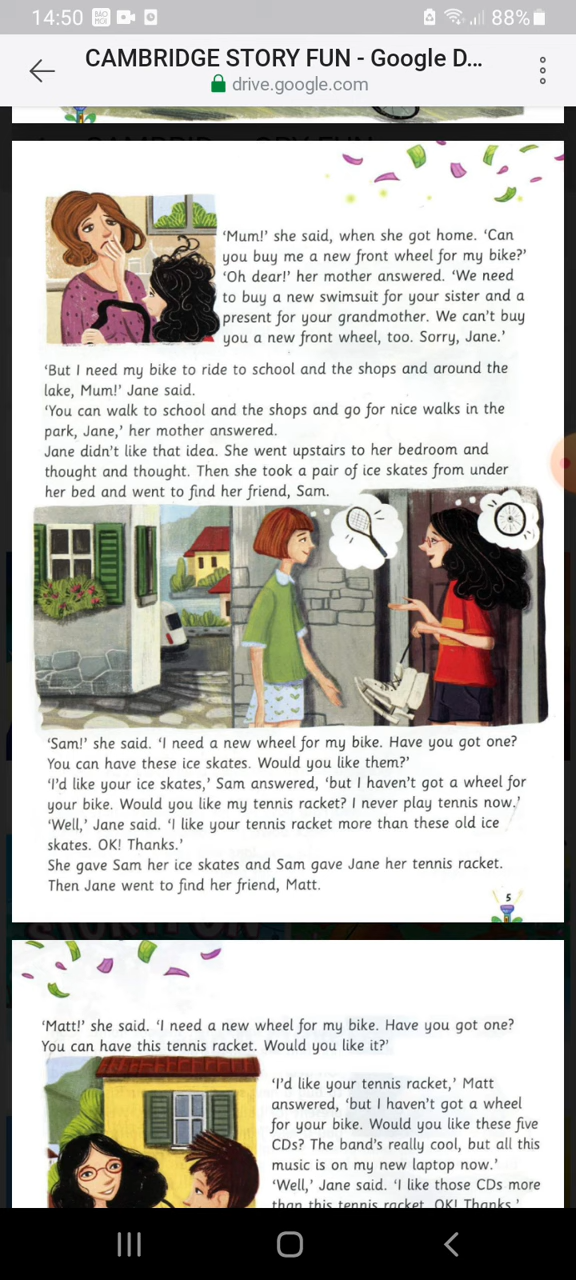 14:50 BÁO MỚI 88%
CAMBRIDGE STORY FUN - Google D...
drive.google.com
'Mum!' she said, when she got home. 'Can
you buy me a new front wheel for my bike?'
'Oh dear!' her mother answered. 'We need
to buy a new swimsuit for your sister and a
present for your grandmother. We can't buy
you a new front wheel, too. Sorry, Jane.'
'But I need my bike to ride to school and the shops and around the
lake, Mum!' Jane said.
'You can walk to school and the shops and go for nice walks in the
park, Jane,' her mother answered.
Jane didn't like that idea. She went upstairs to her bedroom and
thought and thought. Then she took a pair of ice skates from under
her bed and went to find her friend, Sam.
'Sam!' she said. 'I need a new wheel for my bike. Have you got one?
You can have these ice skates. Would you like them?'
'I'd like your ice skates,' Sam answered, 'but I haven't got a wheel for
your bike. Would you like my tennis racket? I never play tennis now.'
'Well,' Jane said. 'I like your tennis racket more than these old ice
skates. OK! Thanks.'
She gave Sam her ice skates and Sam gave Jane her tennis racket.
Then Jane went to find her friend, Matt.
5
'Matt!' she said. 'I need a new wheel for my bike. Have you got one?
You can have this tennis racket. Would you like it?'
'I'd like your tennis racket,' Matt
answered, 'but I haven't got a wheel
for your bike. Would you like these five
CDs? The band's really cool, but all this
music is on my new laptop now.'
'Well,' Jane said. 'I like those CDs more
than this tennis racket. OK! Thanks.'